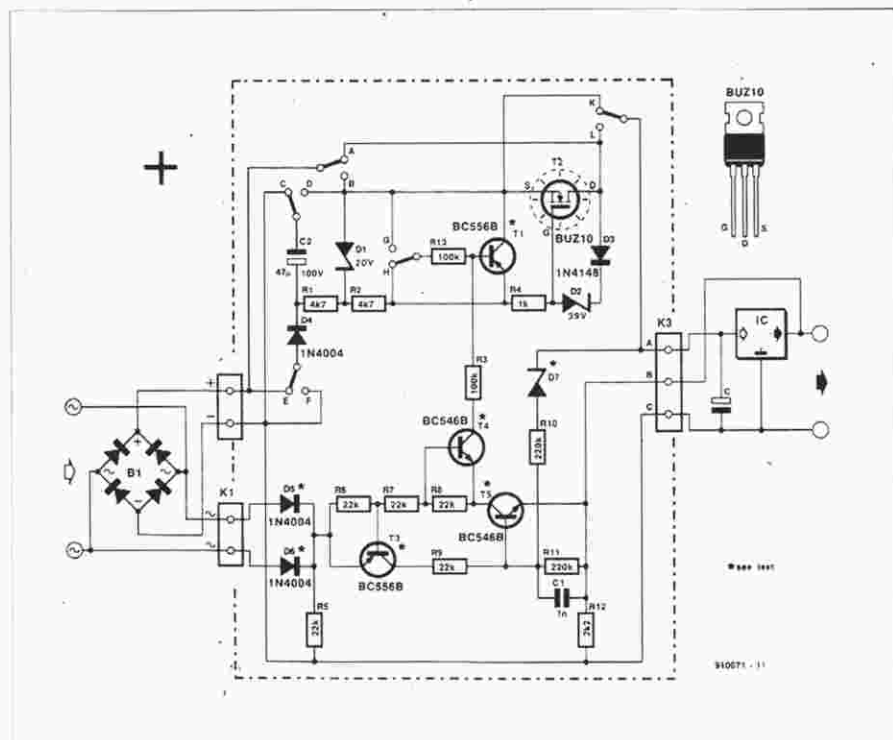 BUZ10
G D S
K
A
L
T2
C D
B
S D
G
BC556B
*
T1
BUZ10
G
R13
100k
H
D3
1N4148
C2
47µ
100V
D1
20V
R1
4k7
R2
4k7
R4
1k
D2
39V
D4
1N4004
E F
+
–
K3
A
B
C
IC
C
R3
100k
*
D7
BC546B
*
T4
R10
220k
B1
+
–
~
~
K1
~
~
D5 *
1N4004
D6 *
1N4004
R6
22k
R7
22k
R8
22k
*
T5
BC546B
T3
*
BC556B
R9
22k
R11
220k
C1
1n
R12
2k2
R5
22k
* see text
910071 - 11